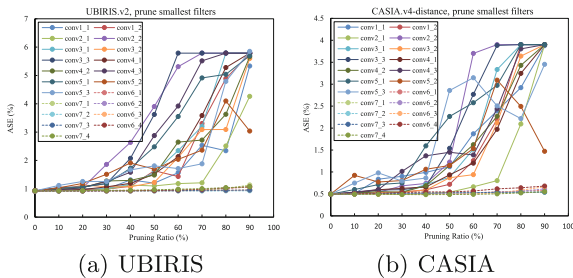 UBIRIS.v2, prune smallest filters
7
6
5
4
3
2
1
0
ASE (%)
conv1_1 conv1_2
conv2_1 conv2_2
conv3_1 conv3_2
conv3_3 conv4_1
conv4_2 conv4_3
conv5_1 conv5_2
conv5_3 conv6_1
conv7_1 conv6_2
conv7_2 conv6_3
conv7_3 conv6_4
conv7_4
0 10 20 30 40 50 60 70 80 90 100
Pruning Ratio (%)
(a) UBIRIS
CASIA.v4-distance, prune smallest filters
4.5
4
3.5
3
2.5
2
1.5
1
0.5
0
ASE (%)
conv1_1 conv1_2
conv2_1 conv2_2
conv3_1 conv3_2
conv3_3 conv4_1
conv4_2 conv4_3
conv5_1 conv5_2
conv5_3 conv6_1
conv7_1 conv6_2
conv7_2 conv6_3
conv7_3 conv6_4
conv7_4
0 10 20 30 40 50 60 70 80 90 100
Pruning Ratio (%)
(b) CASIA